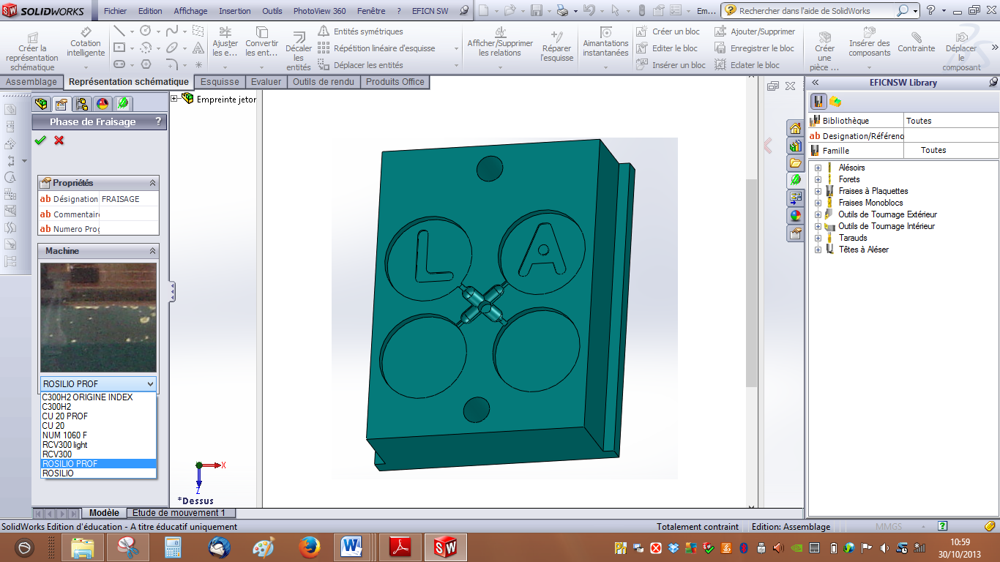 SOLIDWORKS
Fichier Edition Affichage Insertion Outils PhotoView 360 Fenêtre ? EFICN SW
Em...
Rechercher dans l'aide de SolidWorks
?
Créer la représentation schématique
Cotation intelligente
Ajuster les e...
Convertir les ent...
Décaler les entités
Entités symétriques
Répétition linéaire d'esquisse
Déplacer les entités
Afficher/Supprimer les relations
Réparer l'esquisse
Aimantations instantanées
Créer un bloc
Editer le bloc
Insérer un bloc
Ajouter/Supprimer
Enregistrer le bloc
Eclater le bloc
Créer une pièce ...
Insérer des composants
Contrainte
Déplacer le composant
Assemblage Représentation schématique Esquisse Evaluer Outils de rendu Produits Office
Phase de Fraisage ?
Propriétés
ab Désignation FRAISAGE
ab Commentair
ab Numero Prog
Machine
ROSILIO PROF
C300H2 ORIGINE INDEX
C300H2
CU 20 PROF
CU 20
NUM 1060 F
RCV300 light
RCV300
ROSILIO PROF
ROSILIO
Empreinte jetor
L A
X
Z
*Dessus
EFICNSW Library
Bibliothèque Toutes
ab Designation/Référenc
Famille Toutes
Alésoirs
Forets
Fraises à Plaquettes
Fraises Monoblocs
Outils de Tournage Extérieur
Outils de Tournage Intérieur
Tarauds
Têtes à Aléser
Modèle Etude de mouvement 1
SolidWorks Edition d'éducation - A titre éducatif uniquement
Totalement contraint Edition: Assemblage MMGS ?
10:59
30/10/2013